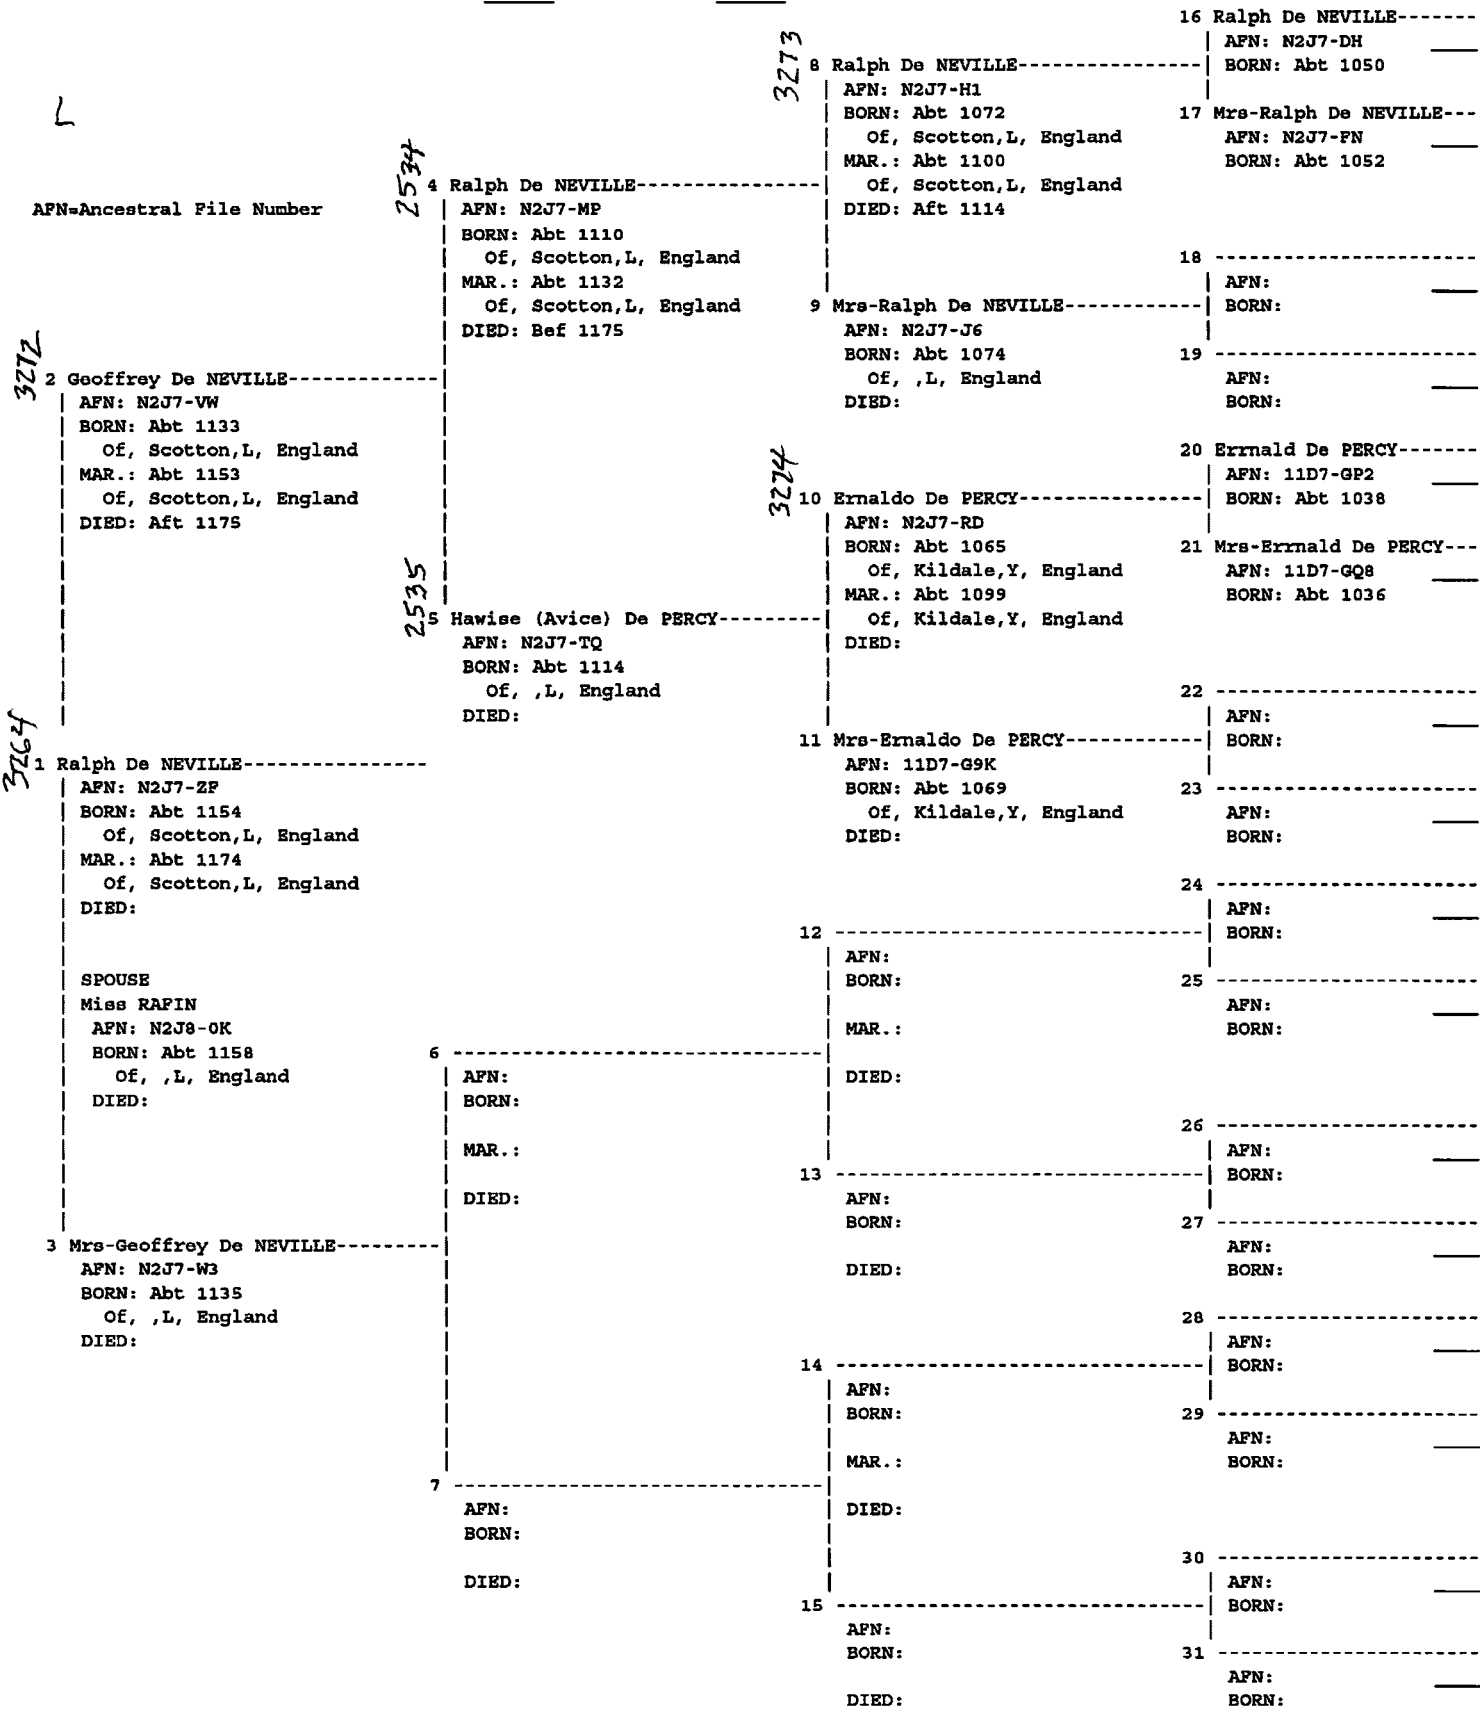 16 Ralph De NEVILLE-------
AFN: N2J7-DH
BORN: Abt 1050
3273
8 Ralph De NEVILLE----------------
AFN: N2J7-H1
BORN: Abt 1072
Of, Scotton,L, England
MAR.: Abt 1100
Of, Scotton,L, England
DIED: Aft 1114
17 Mrs-Ralph De NEVILLE---
AFN: N2J7-FN
BORN: Abt 1052
2534
4 Ralph De NEVILLE----------------
AFN: N2J7-MP
BORN: Abt 1110
Of, Scotton,L, England
MAR.: Abt 1132
Of, Scotton,L, England
DIED: Bef 1175
AFN=Ancestral File Number
18 ----------------------
AFN:
BORN:
9 Mrs-Ralph De NEVILLE------------
AFN: N2J7-J6
BORN: Abt 1074
Of, ,L, England
DIED:
19 ----------------------
AFN:
BORN:
3272
2 Geoffrey De NEVILLE-------------
AFN: N2J7-VW
BORN: Abt 1133
Of, Scotton,L, England
MAR.: Abt 1153
Of, Scotton,L, England
DIED: Aft 1175
20 Errnald De PERCY-------
AFN: 11D7-GP2
BORN: Abt 1038
3274
10 Ernaldo De PERCY----------------
AFN: N2J7-RD
BORN: Abt 1065
Of, Kildale,Y, England
MAR.: Abt 1099
Of, Kildale,Y, England
DIED:
21 Mrs-Errnald De PERCY---
AFN: 11D7-GQ8
BORN: Abt 1036
2535
5 Hawise (Avice) De PERCY---------
AFN: N2J7-TQ
BORN: Abt 1114
Of, ,L, England
DIED:
22 ----------------------
AFN:
BORN:
11 Mrs-Ernaldo De PERCY------------
AFN: 11D7-G9K
BORN: Abt 1069
Of, Kildale,Y, England
DIED:
23 ----------------------
AFN:
BORN:
3264
1 Ralph De NEVILLE----------------
AFN: N2J7-ZF
BORN: Abt 1154
Of, Scotton,L, England
MAR.: Abt 1174
Of, Scotton,L, England
DIED:
SPOUSE
Miss RAFIN
AFN: N2J8-0K
BORN: Abt 1158
Of, ,L, England
DIED:
24 ----------------------
AFN:
BORN:
12 --------------------------------
AFN:
BORN:
MAR.:
DIED:
25 ----------------------
AFN:
BORN:
6 --------------------------------
AFN:
BORN:
MAR.:
DIED:
26 ----------------------
AFN:
BORN:
13 --------------------------------
AFN:
BORN:
DIED:
27 ----------------------
AFN:
BORN:
3 Mrs-Geoffrey De NEVILLE---------
AFN: N2J7-W3
BORN: Abt 1135
Of, ,L, England
DIED:
28 ----------------------
AFN:
BORN:
14 --------------------------------
AFN:
BORN:
MAR.:
DIED:
29 ----------------------
AFN:
BORN:
7 --------------------------------
AFN:
BORN:
DIED:
30 ----------------------
AFN:
BORN:
15 --------------------------------
AFN:
BORN:
DIED:
31 ----------------------
AFN:
BORN: